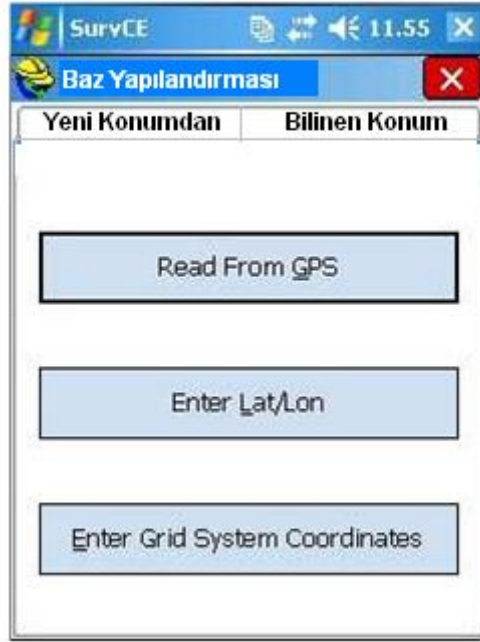 SurvCE 11.55
Baz Yapılandırması
Yeni Konumdan Bilinen Konum
Read From GPS
Enter Lat/Lon
Enter Grid System Coordinates